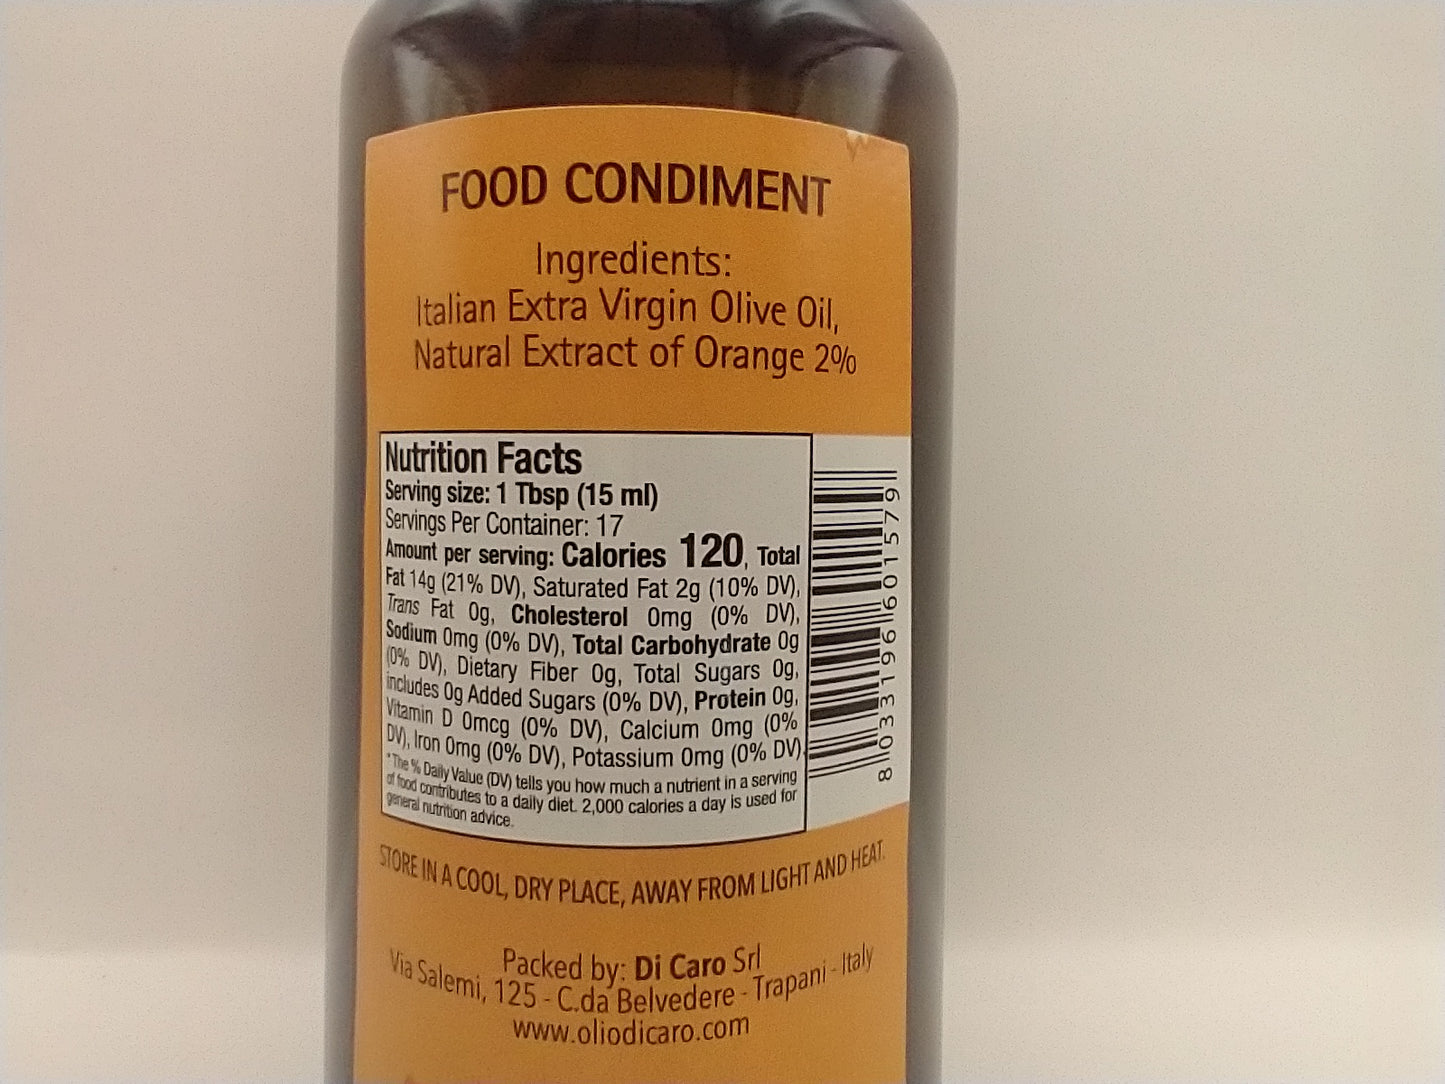 FOOD CONDIMENT
Ingredients:
Italian Extra Virgin Olive Oil,
Natural Extract of Orange 2%
Nutrition Facts
Serving size: 1 Tbsp (15 ml)
Servings Per Container: 17
Amount per serving: Calories 120, Total
Fat 14g (21% DV), Saturated Fat 2g (10% DV),
Trans Fat 0g, Cholesterol 0mg (0% DV),
Sodium 0mg (0% DV), Total Carbohydrate 0g
(0% DV), Dietary Fiber 0g, Total Sugars 0g,
includes 0g Added Sugars (0% DV), Protein 0g,
Vitamin D 0mcg (0% DV), Calcium 0mg (0%
DV), Iron 0mg (0% DV), Potassium 0mg (0% DV).
*The % Daily Value (DV) tells you how much a nutrient in a serving
of food contributes to a daily diet. 2,000 calories a day is used for
general nutrition advice.
8 033196 601579
STORE IN A COOL, DRY PLACE, AWAY FROM LIGHT AND HEAT.
Packed by: Di Caro Srl
Via Salemi, 125 - C.da Belvedere - Trapani - Italy
www.oliodicaro.com